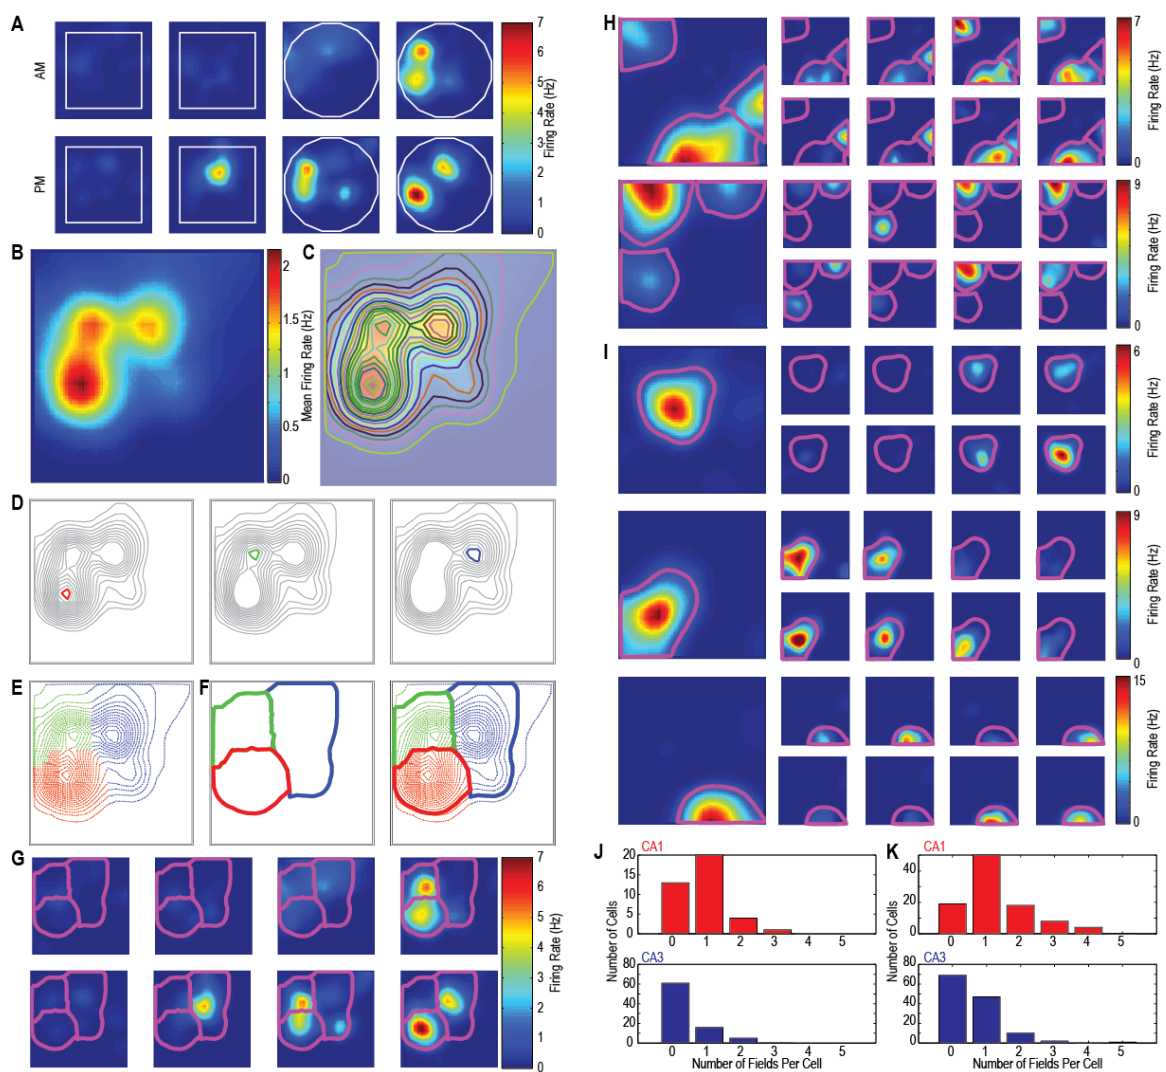 A
AM
PM
7
6
5
4
3
2
1
0
Firing Rate (Hz)
B
2
1.5
1
0.5
0
Mean Firing Rate (Hz)
C
D
E
F
G
7
6
5
4
3
2
1
0
Firing Rate (Hz)
H
7
0
Firing Rate (Hz)
9
0
Firing Rate (Hz)
I
6
0
Firing Rate (Hz)
9
0
Firing Rate (Hz)
15
0
Firing Rate (Hz)
J
CA1
20
15
10
5
0
0 1 2 3 4 5
CA3
80
60
40
20
0
0 1 2 3 4 5
Number of Cells
Number of Fields Per Cell
K
CA1
40
20
0
0 1 2 3 4 5
CA3
80
60
40
20
0
0 1 2 3 4 5
Number of Fields Per Cell